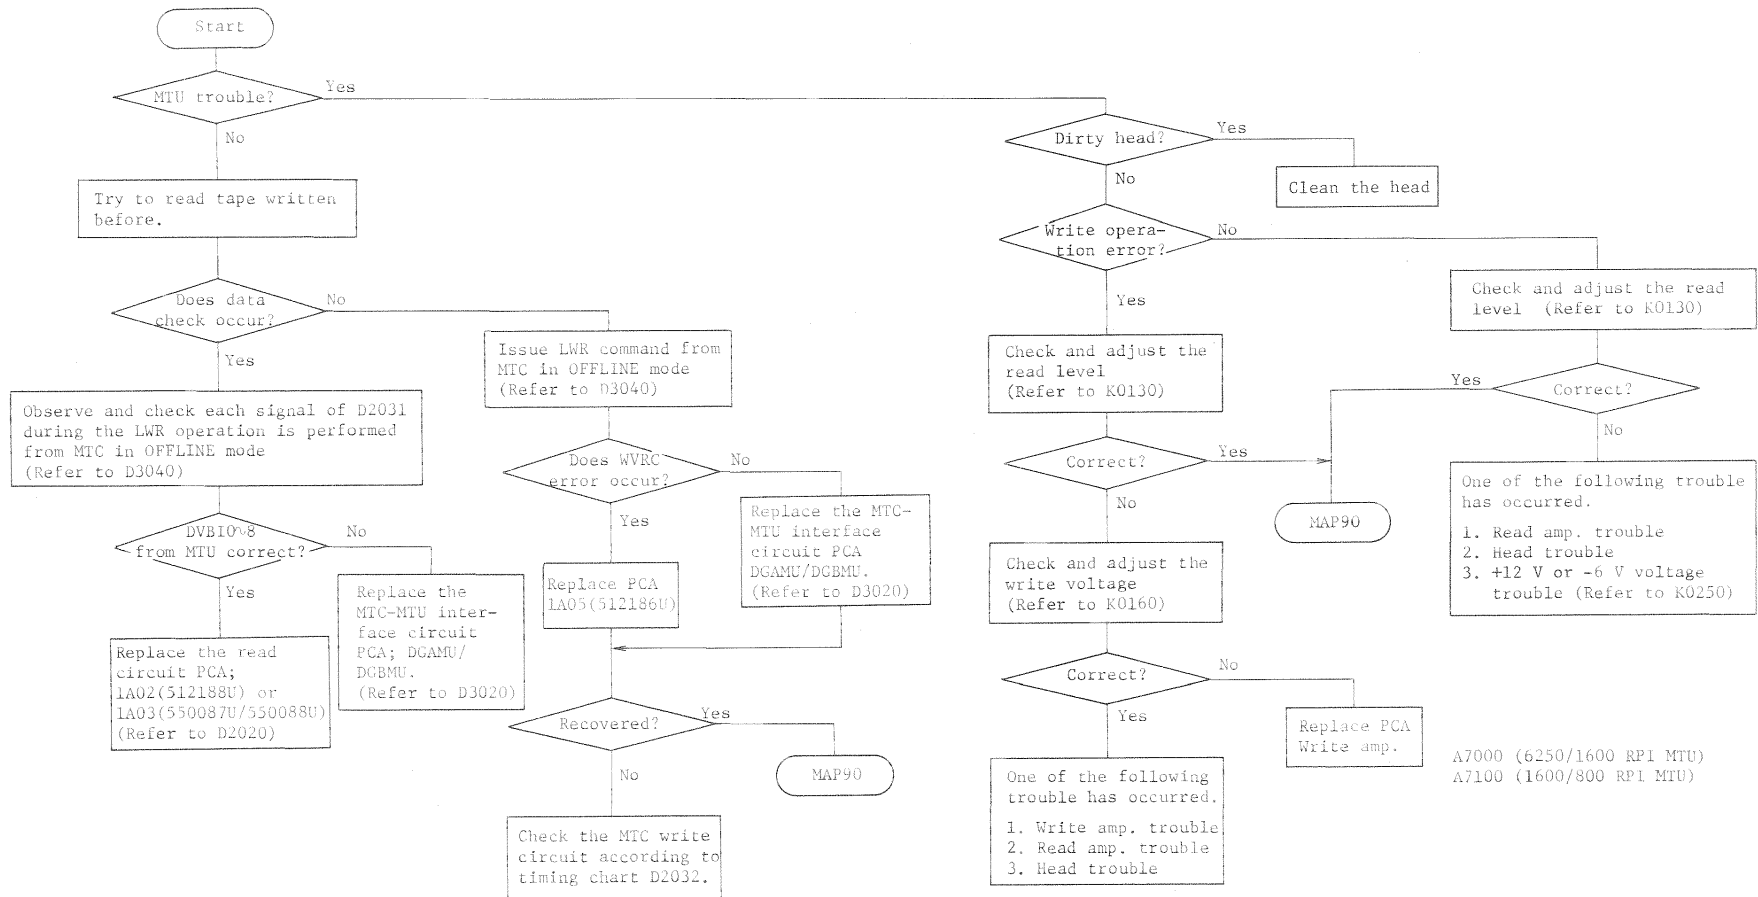 Start
MTU trouble?
Yes
No
Try to read tape written
before.
Does data
check occur?
No
Yes
Observe and check each signal of D2031
during the LWR operation is performed
from MTC in OFFLINE mode
(Refer to D3040)
DVBI0~8
from MTU correct?
No
Yes
Replace the read
circuit PCA;
1A02(512188U) or
1A03(550087U/550088U)
(Refer to D2020)
Replace the
MTC-MTU inter-
face circuit
PCA; DGAMU/
DGBMU.
(Refer to D3020)
Issue LWR command from
MTC in OFFLINE mode
(Refer to D3040)
Does WVRC
error occur?
No
Yes
Replace PCA
1A05(512186U)
Replace the MTC-
MTU interface
circuit PCA
DGAMU/DGBMU.
(Refer to D3020)
Recovered?
Yes
No
MAP90
Check the MTC write
circuit according to
timing chart D2032.
Dirty head?
Yes
No
Clean the head
Write opera-
tion error?
No
Yes
Check and adjust the
read level
(Refer to K0130)
Correct?
Yes
No
MAP90
Check and adjust the
write voltage
(Refer to K0160)
Correct?
No
Yes
Replace PCA
Write amp.
One of the following
trouble has occurred.
1. Write amp. trouble
2. Read amp. trouble
3. Head trouble
Check and adjust the read
level (Refer to K0130)
Correct?
Yes
No
One of the following trouble
has occurred.
1. Read amp. trouble
2. Head trouble
3. +12 V or -6 V voltage
trouble (Refer to K0250)
A7000 (6250/1600 RPI MTU)
A7100 (1600/800 RPI MTU)